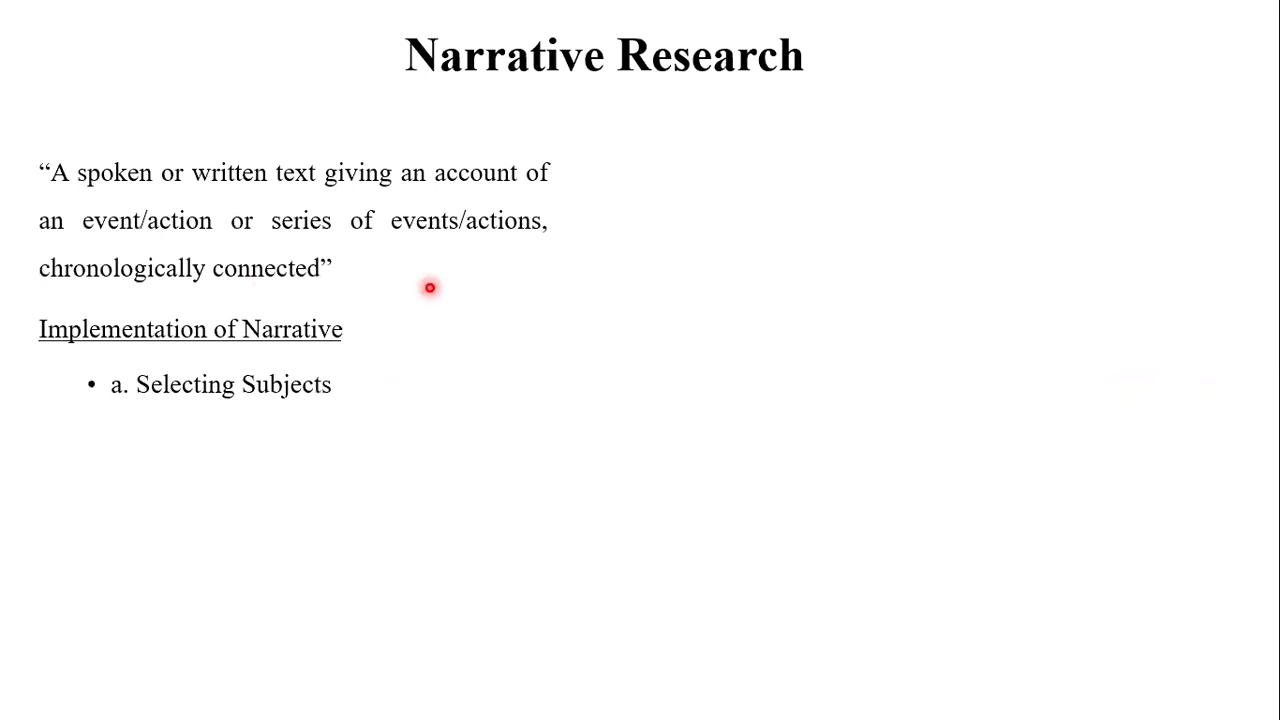 Narrative Research
“A spoken or written text giving an account of
an event/action or series of events/actions,
chronologically connected”
Implementation of Narrative
• a. Selecting Subjects